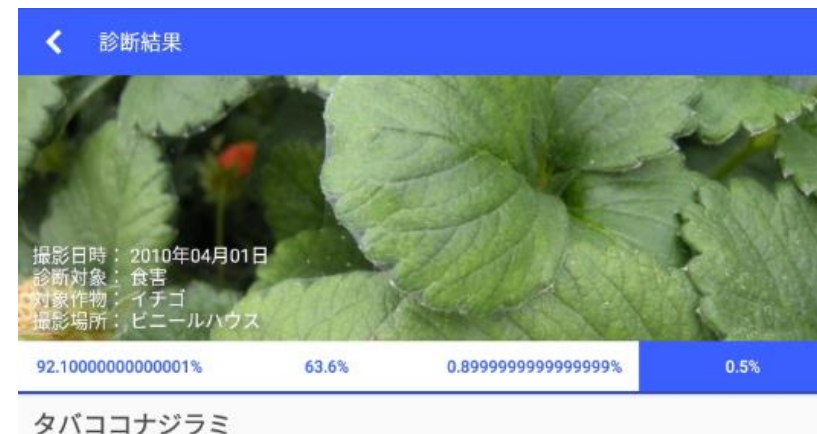 診断結果
撮影日時： 2010年04月01日
診断対象： 食害
対象作物： イチゴ
撮影場所： ビニールハウス
92.10000000000001% 63.6% 0.8999999999999999% 0.5%
タバココナジラミ